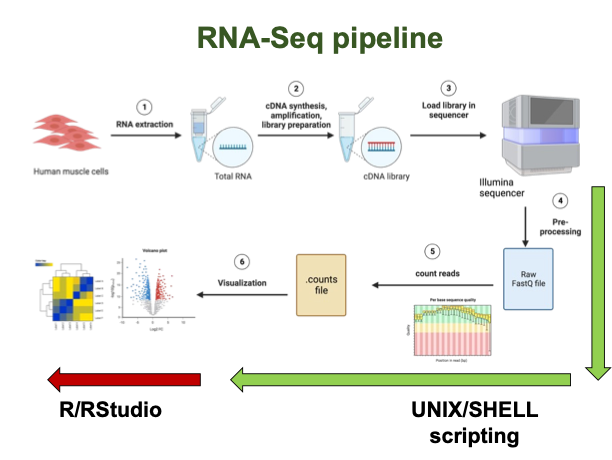 RNA-Seq pipeline
1
RNA extraction
2
cDNA synthesis,
amplification,
library preparation
3
Load library in
sequencer
Human muscle cells
Total RNA
cDNA library
Illumina
sequencer
4
Pre-
processing
5
count reads
Raw
FastQ file
.counts
file
6
Visualization
Volcano plot
Log2(FC)
Per base sequence quality
Quality
Position in read (bp)
R/RStudio
UNIX/SHELL
scripting